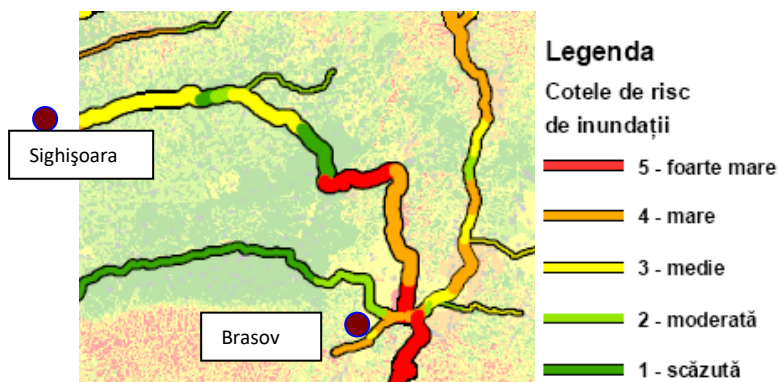 Sighişoara
Brasov
Legenda
Cotele de risc
de inundații
5 - foarte mare
4 - mare
3 - medie
2 - moderată
1 - scăzută